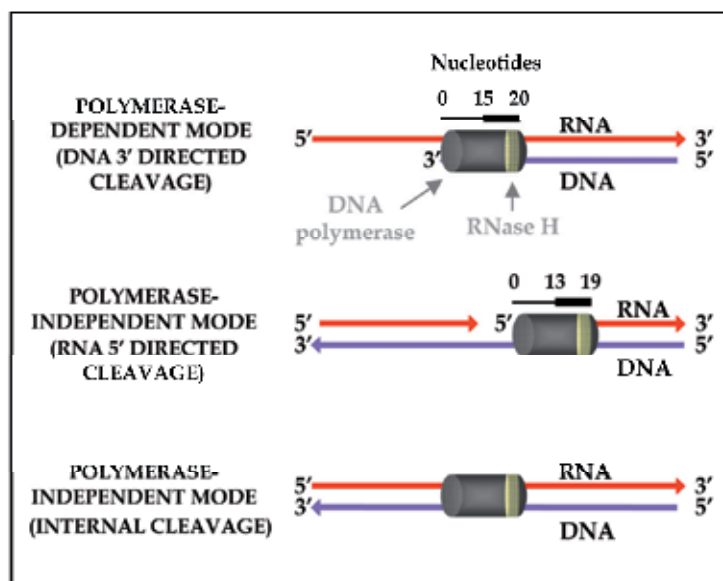 Nucleotides
0 15 20
POLYMERASE-
DEPENDENT MODE
(DNA 3′ DIRECTED
CLEAVAGE)
5′ RNA 3′
3′ DNA 5′
DNA
polymerase
RNase H
0 13 19
POLYMERASE-
INDEPENDENT MODE
(RNA 5′ DIRECTED
CLEAVAGE)
5′ 5′ RNA 3′
3′ DNA 5′
POLYMERASE-
INDEPENDENT MODE
(INTERNAL CLEAVAGE)
5′ RNA 3′
3′ DNA 5′